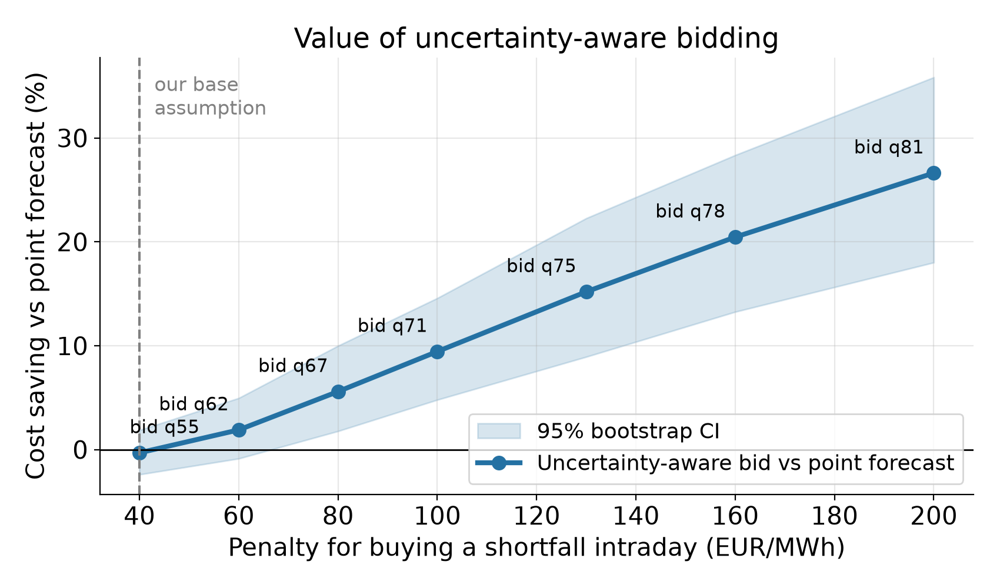 Value of uncertainty-aware bidding
Cost saving vs point forecast (%)
30
20
10
0
our base
assumption
bid q55
bid q62
bid q67
bid q71
bid q75
bid q78
bid q81
95% bootstrap CI
Uncertainty-aware bid vs point forecast
40 60 80 100 120 140 160 180 200
Penalty for buying a shortfall intraday (EUR/MWh)